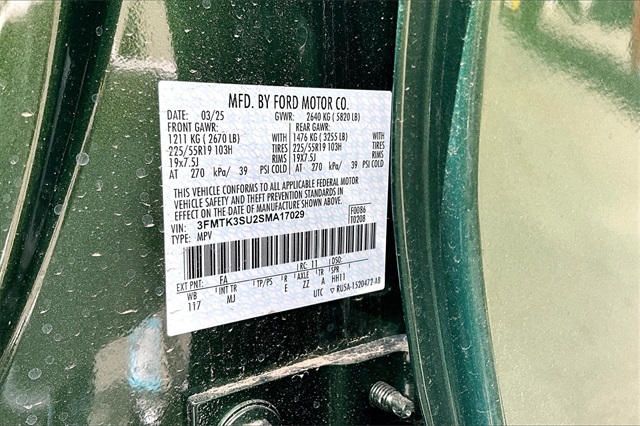 MFD. BY FORD MOTOR CO.
DATE: 03/25 GVWR: 2640 KG ( 5820 LB)
FRONT GAWR: REAR GAWR:
1211 KG ( 2670 LB) WITH 1476 KG ( 3255 LB) WITH
225/55R19 103H TIRES 225/55R19 103H TIRES
19x7.5J RIMS 19X7.5J RIMS
AT 270 kPa/ 39 PSI COLD AT 270 kPa/ 39 PSI COLD
THIS VEHICLE CONFORMS TO ALL APPLICABLE FEDERAL MOTOR
VEHICLE SAFETY AND THEFT PREVENTION STANDARDS IN
EFFECT ON THE DATE OF MANUFACTURE SHOWN ABOVE.
VIN: 3FMTK3SU2SMA17029 F0086
TYPE: MPV T0208
EXT PNT: FA RC: 11 DSO:
WB INT TR TP/PS R AXLE TR SPR
117 MJ E ZZ A HH11
UTC ▽ RU5A-1520472-AB